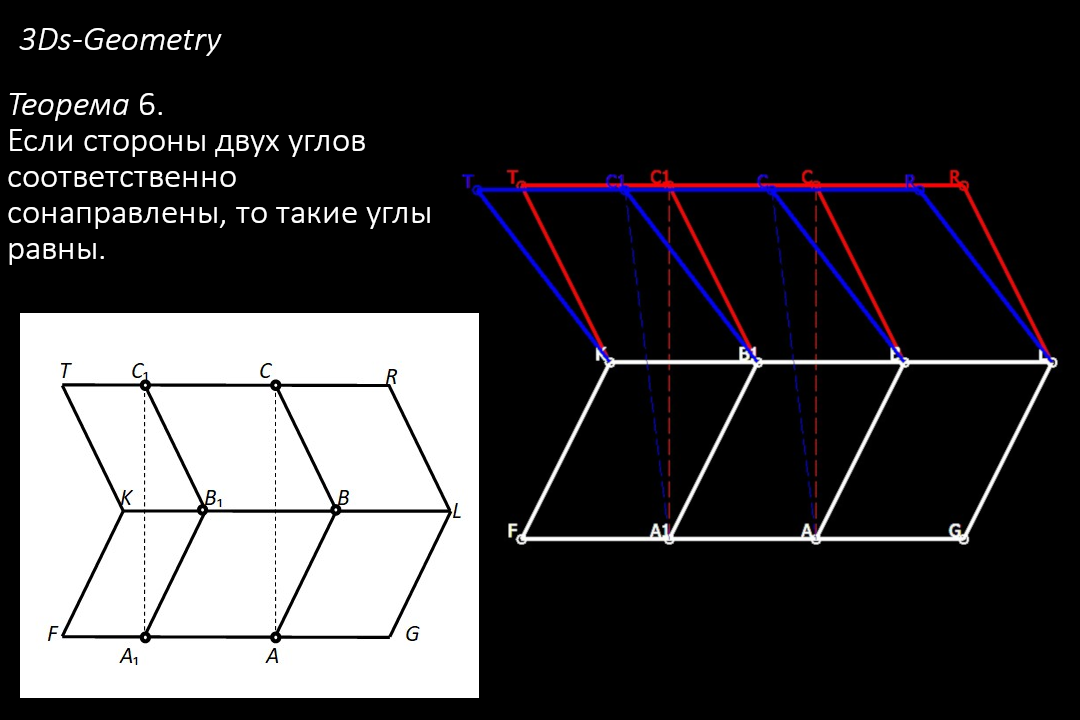 3Ds-Geometry
Теорема 6.
Если стороны двух углов
соответственно
сонаправлены, то такие углы
равны.
T T C1 C1 C C R R
K B1 B L
F A1 A G
T C₁ C R
K B₁ B L
F G
A₁ A